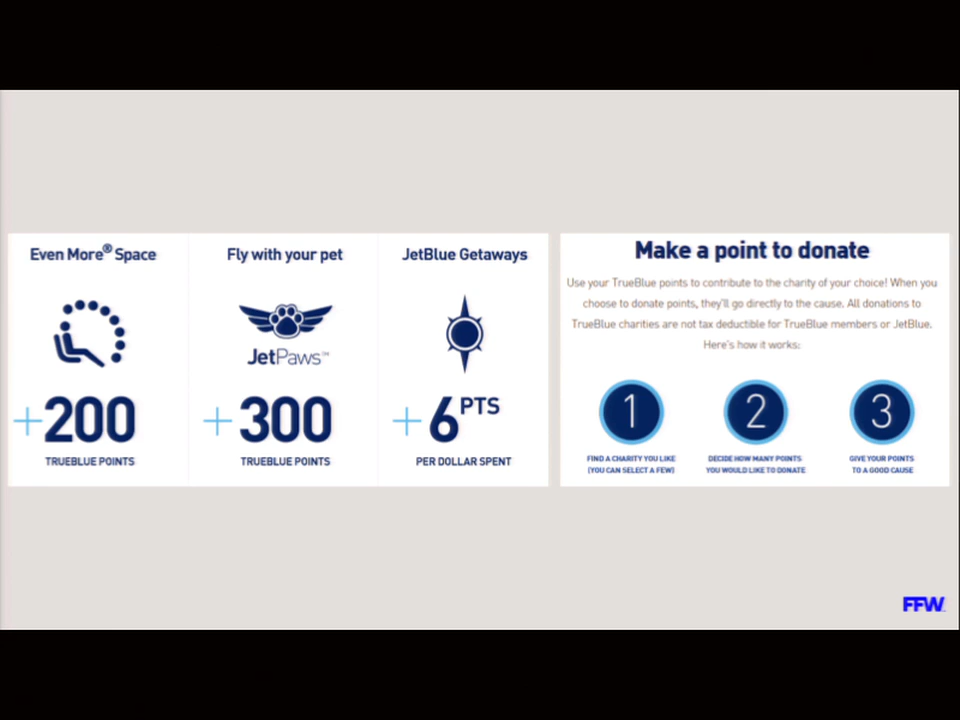 Even More® Space
+200
TRUEBLUE POINTS
Fly with your pet
JetPaws℠
+300
TRUEBLUE POINTS
JetBlue Getaways
+6 PTS
PER DOLLAR SPENT
Make a point to donate
Use your TrueBlue points to contribute to the charity of your choice! When you
choose to donate points, they'll go directly to the cause. All donations to
TrueBlue charities are not tax deductible for TrueBlue members or JetBlue.
Here's how it works:
1
FIND A CHARITY YOU LIKE
(YOU CAN SELECT A FEW)
2
DECIDE HOW MANY POINTS
YOU WOULD LIKE TO DONATE
3
GIVE YOUR POINTS
TO A GOOD CAUSE
FFW